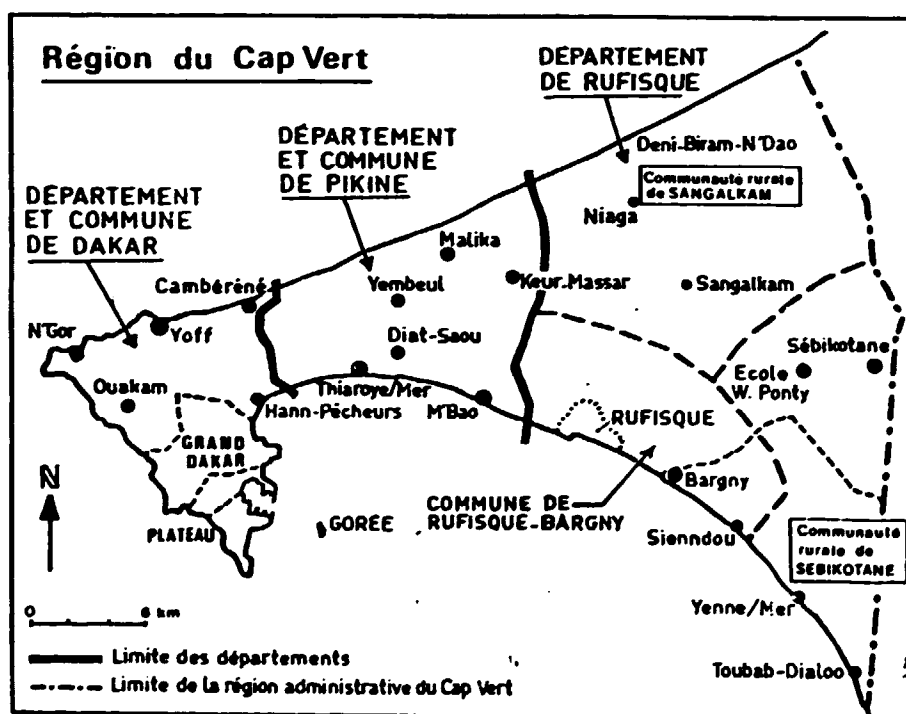 Région du Cap Vert
DÉPARTEMENT
DE RUFISQUE
DÉPARTEMENT
ET COMMUNE
DE PIKINE
DÉPARTEMENT
ET COMMUNE
DE DAKAR
Deni-Biram-N'Dao
Communauté rurale
de SANGALKAM
Niaga
Malika
Cambéréné
Yembeul
Keur-Massar
Sangalkam
N'Gor
Yoff
Diat-Saou
Sébikotane
Ecole
W. Ponty
Ouakam
Thiaroye/Mer
Hann-Pêcheurs
M'Bao
RUFISQUE
GRAND
DAKAR
Bargny
N
COMMUNE DE
RUFISQUE-BARGNY
PLATEAU
GORÉE
Sienndou
Communauté
rurale de
SEBIKOTANE
0 6 km
Yenne/Mer
Limite des départements
Toubab-Dialoo
Limite de la région administrative du Cap Vert